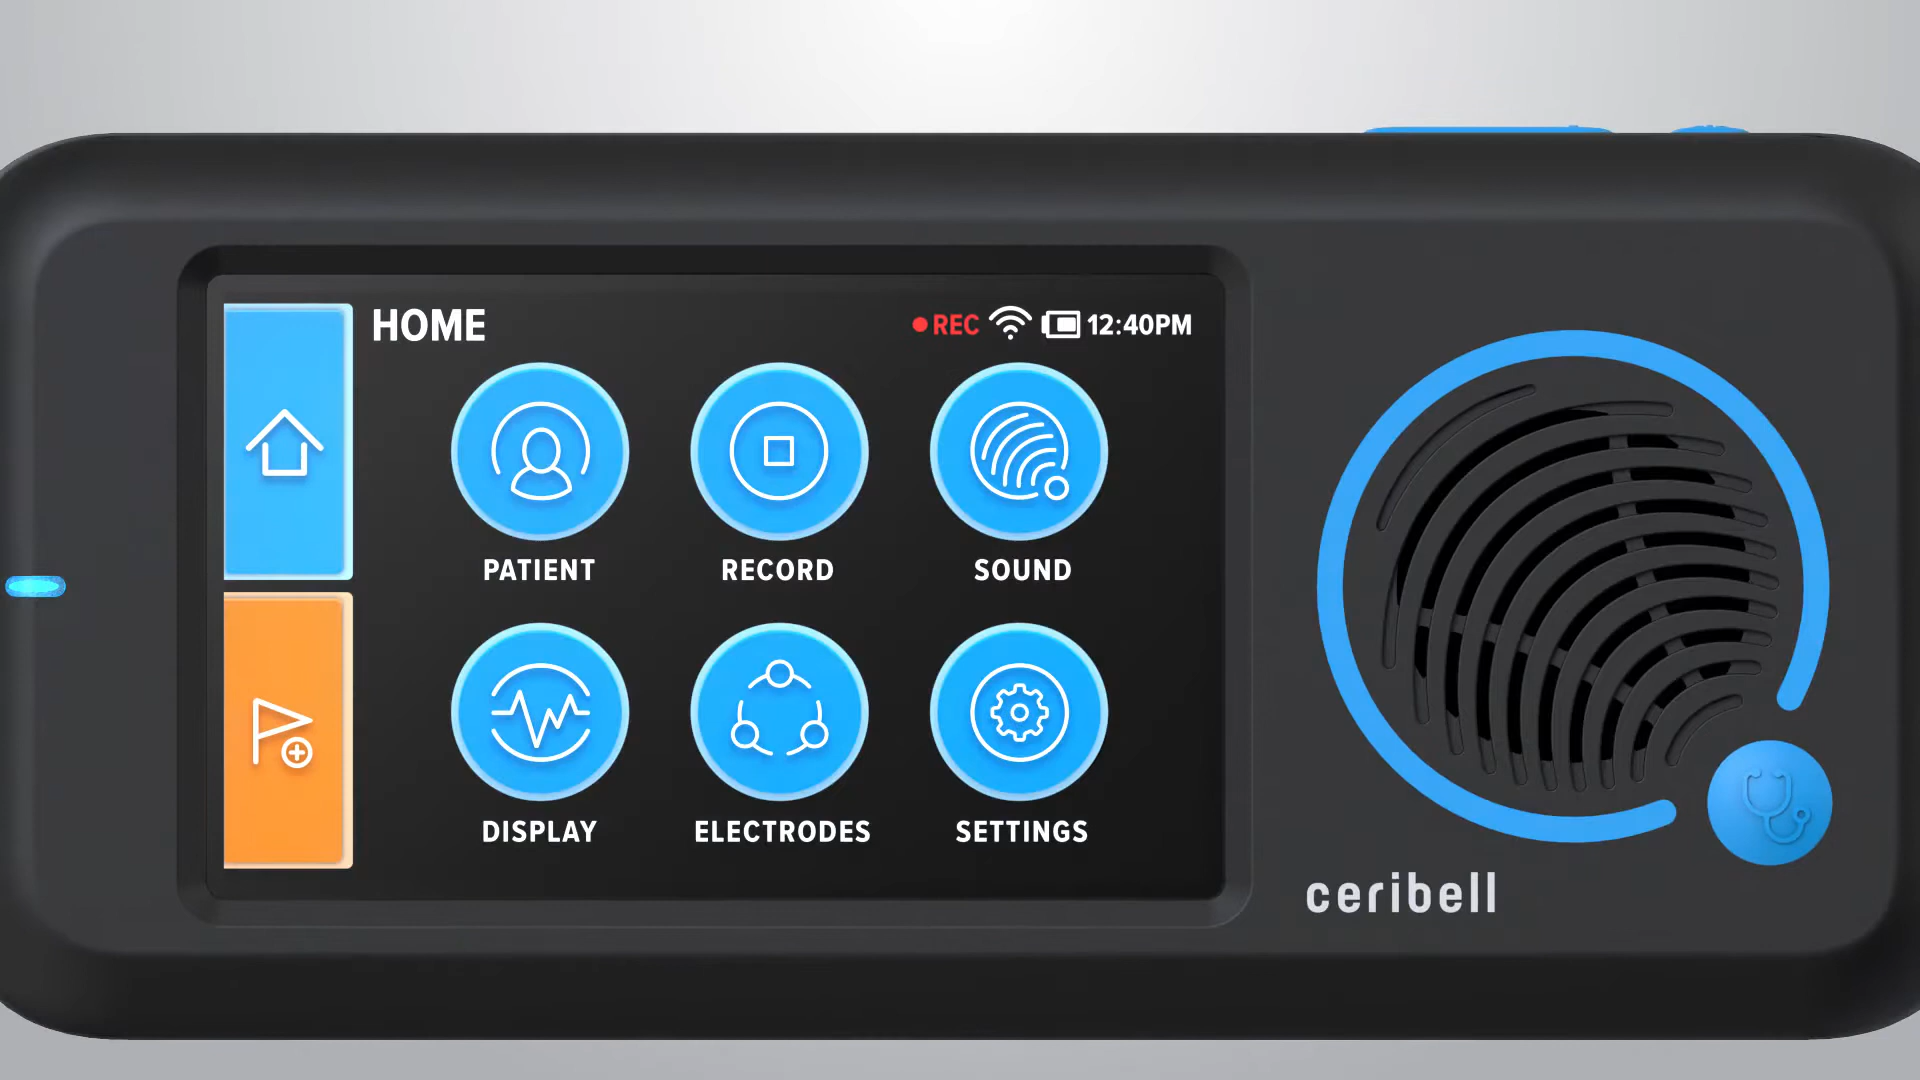 HOME
REC 12:40PM
PATIENT
RECORD
SOUND
DISPLAY
ELECTRODES
SETTINGS
ceribell